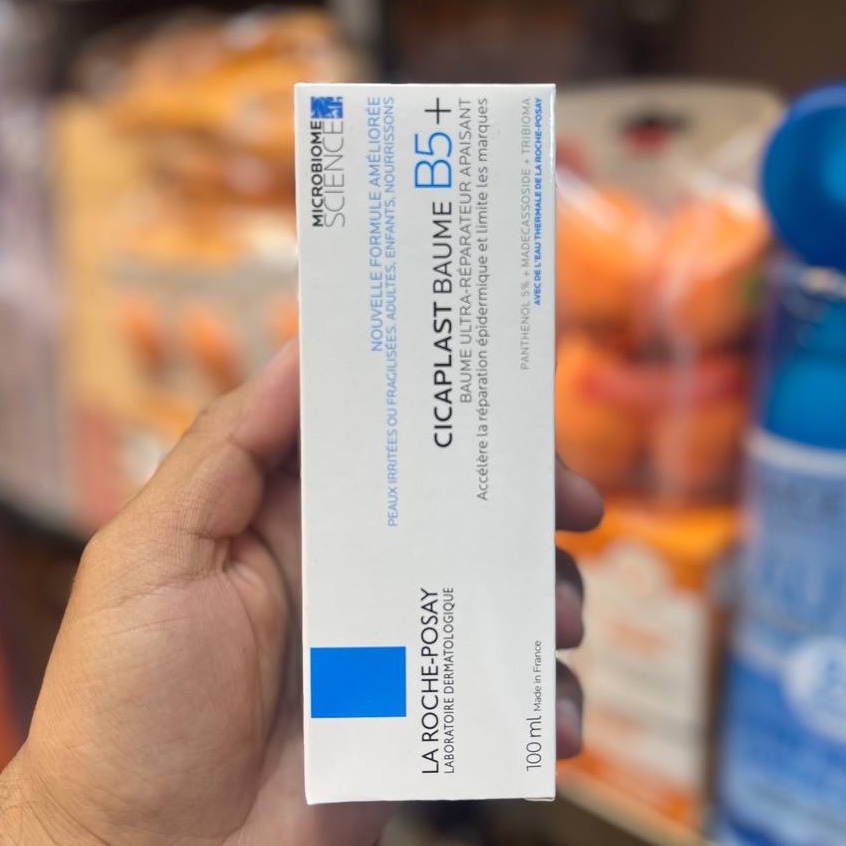 MICROBIOME
SCIENCE
NOUVELLE FORMULE AMÉLIORÉE
PEAUX IRRITÉES OU FRAGILISÉES. ADULTES, ENFANTS, NOURRISSONS
CICAPLAST BAUME B5+
BAUME ULTRA-RÉPARATEUR APAISANT
Accélère la réparation épidermique et limite les marques
PANTHENOL 5% + MADECASSOSIDE + TRIBIOMA
AVEC DE L'EAU THERMALE DE LA ROCHE-POSAY
LA ROCHE-POSAY
LABORATOIRE DERMATOLOGIQUE
100 ml Made in France